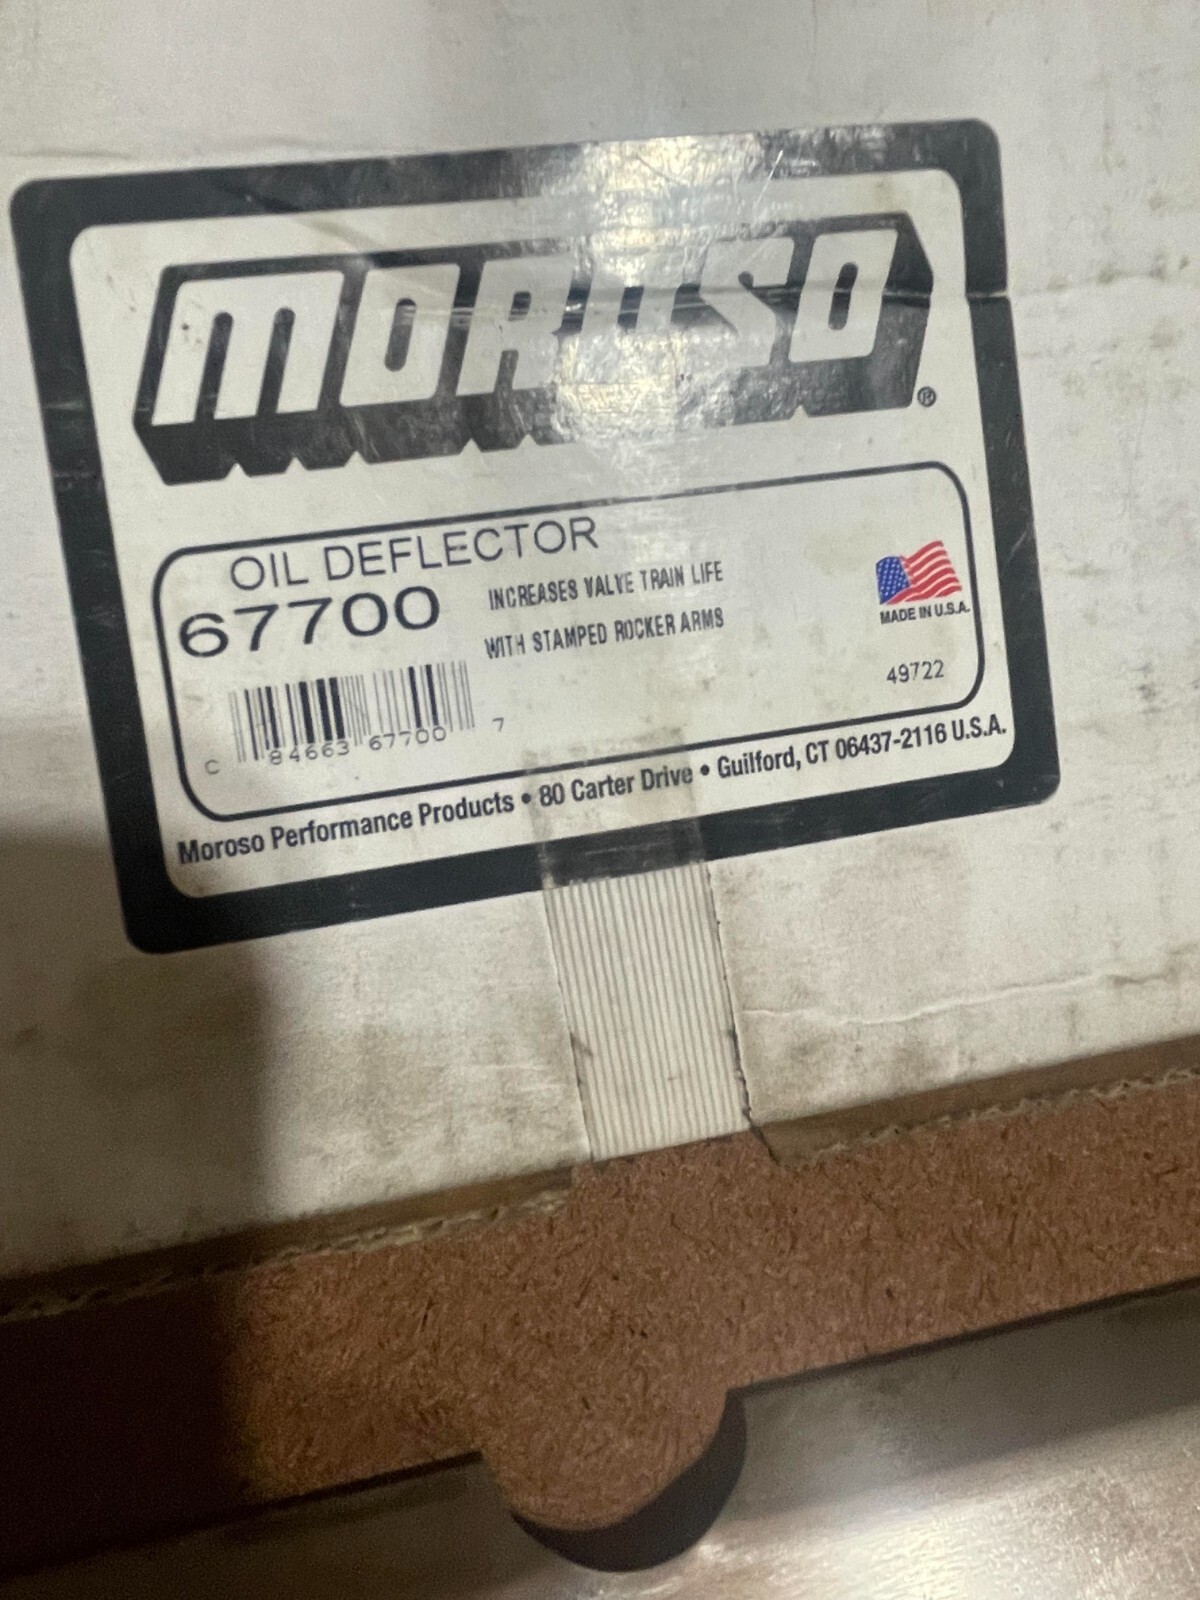 MOROSO®
OIL DEFLECTOR
67700
INCREASES VALVE TRAIN LIFE
WITH STAMPED ROCKER ARMS
MADE IN U.S.A.
49722
C 84663 67700 7
Moroso Performance Products • 80 Carter Drive • Guilford, CT 06437-2116 U.S.A.